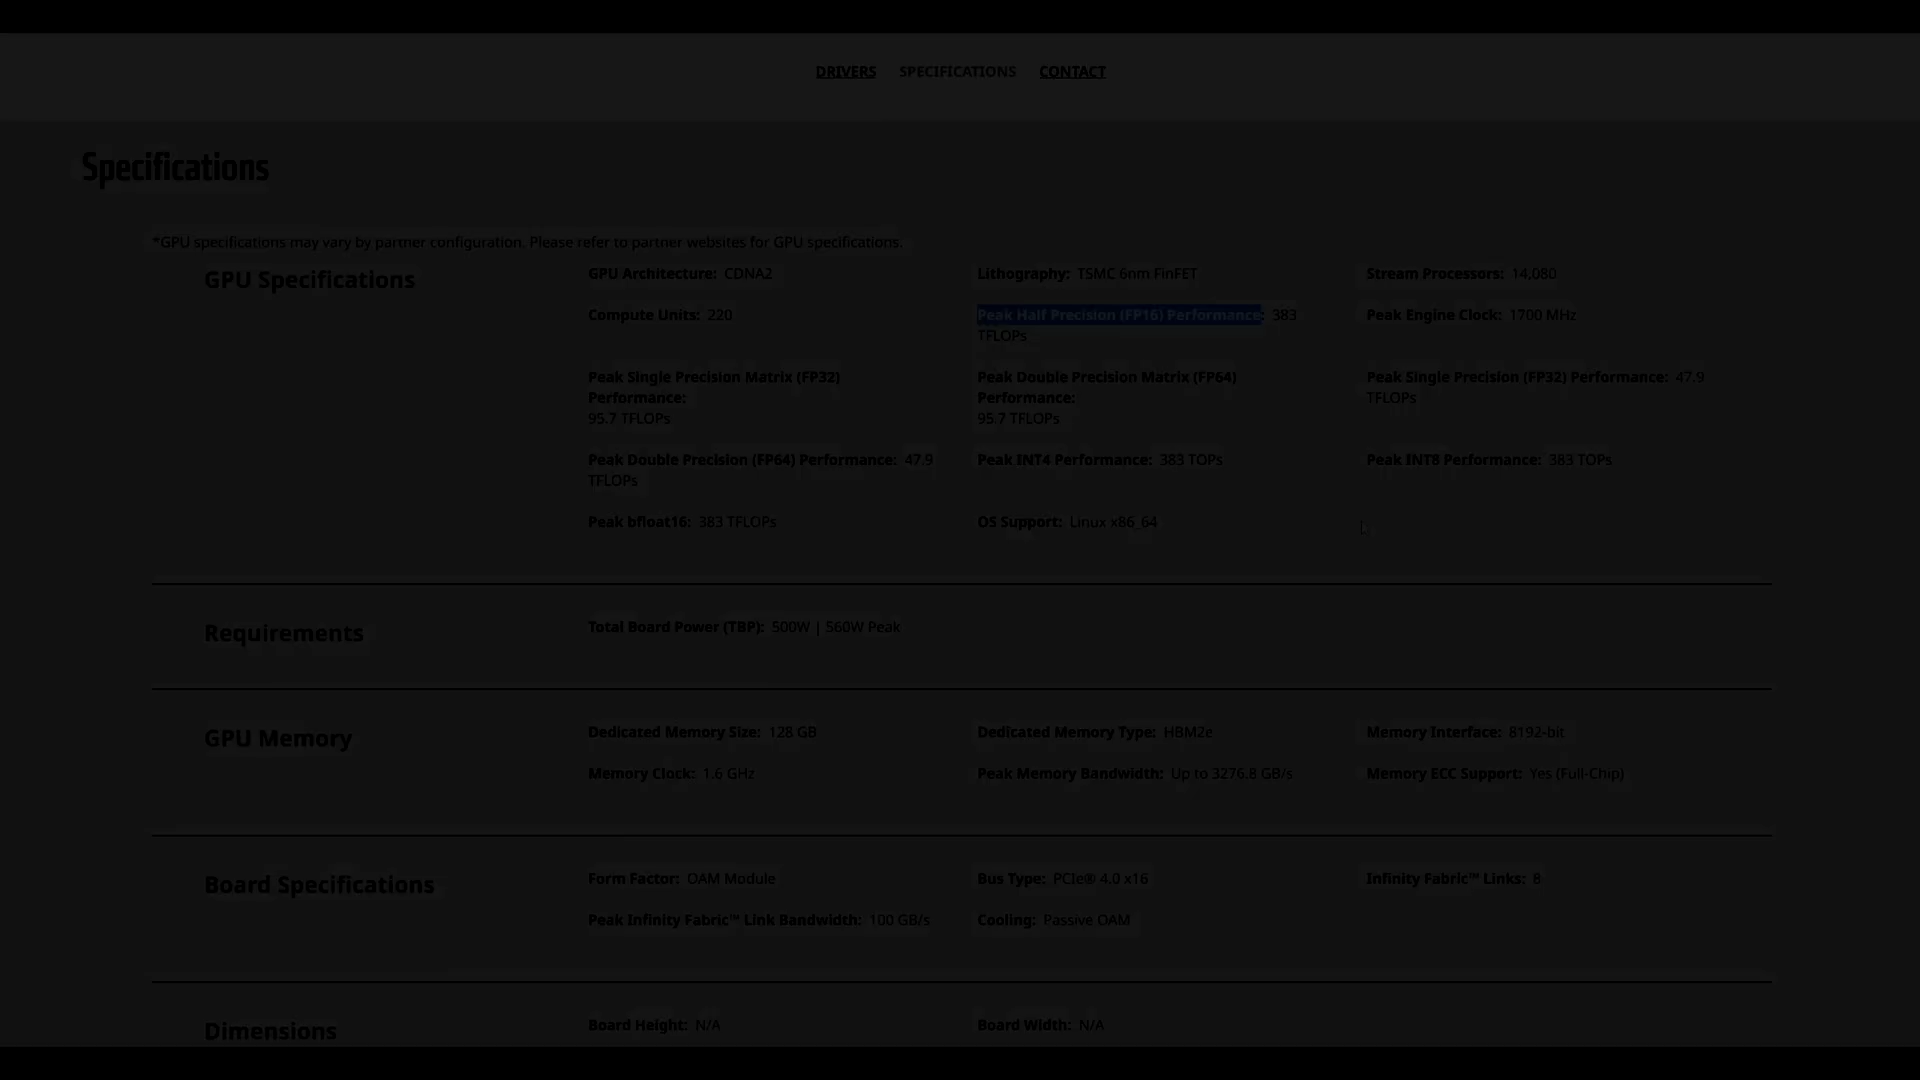 DRIVERS SPECIFICATIONS CONTACT
Specifications
*GPU specifications may vary by partner configuration. Please refer to partner websites for GPU specifications.
GPU Specifications
GPU Architecture: CDNA2
Lithography: TSMC 6nm FinFET
Stream Processors: 14,080
Compute Units: 220
Peak Half Precision (FP16) Performance: 383
TFLOPs
Peak Engine Clock: 1700 MHz
Peak Single Precision Matrix (FP32)
Performance:
95.7 TFLOPs
Peak Double Precision Matrix (FP64)
Performance:
95.7 TFLOPs
Peak Single Precision (FP32) Performance: 47.9
TFLOPs
Peak Double Precision (FP64) Performance: 47.9
TFLOPs
Peak INT4 Performance: 383 TOPs
Peak INT8 Performance: 383 TOPs
Peak bfloat16: 383 TFLOPs
OS Support: Linux x86_64
Requirements
Total Board Power (TBP): 500W | 560W Peak
GPU Memory
Dedicated Memory Size: 128 GB
Dedicated Memory Type: HBM2e
Memory Interface: 8192-bit
Memory Clock: 1.6 GHz
Peak Memory Bandwidth: Up to 3276.8 GB/s
Memory ECC Support: Yes (Full-Chip)
Board Specifications
Form Factor: OAM Module
Bus Type: PCIe® 4.0 x16
Infinity Fabric™ Links: 8
Peak Infinity Fabric™ Link Bandwidth: 100 GB/s
Cooling: Passive OAM
Dimensions
Board Height: N/A
Board Width: N/A